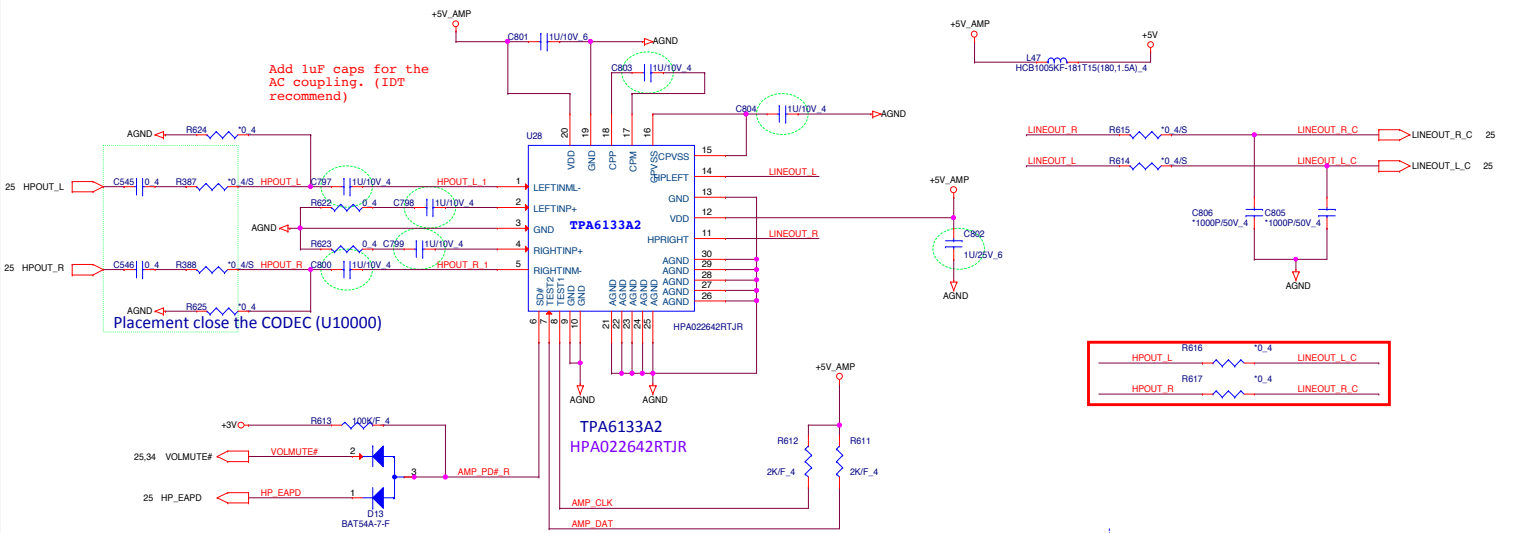 +5V_AMP
C801 1U/10V_6
AGND
C803 1U/10V_4
Add 1uF caps for the
AC coupling. (IDT
recommend)
+5V_AMP
+5V
L47
HCB1005KF-181T15(180,1.5A)_4
C804 1U/10V_4
AGND
AGND R624 *0_4
U28
20 19 18 17 16
VDD GND CPP CPM CPVSS
CPVSS 15
HPLEFT 14 LINEOUT_L
GND 13
VDD 12
HPRIGHT 11 LINEOUT_R
AGND 30
AGND 29
AGND 28
AGND 27
AGND 26
25 HPOUT_L C545 0_4 R387 *0_4/S HPOUT_L C797 1U/10V_4 HPOUT_L_1 1 LEFTINML-
R622 0_4 C798 1U/10V_4 2 LEFTINP+
AGND 3 GND
TPA6133A2
R623 0_4 C799 1U/10V_4 4 RIGHTINP+
25 HPOUT_R C546 0_4 R388 *0_4/S HPOUT_R C800 1U/10V_4 HPOUT_R_1 5 RIGHTINM-
AGND R625 *0_4
Placement close the CODEC (U10000)
SD# TEST2 TEST1 GND GND AGND AGND AGND AGND AGND
6 7 8 9 10 21 22 23 24 25
HPA022642RTJR
AGND AGND
TPA6133A2
HPA022642RTJR
+5V_AMP
C802
1U/25V_6
AGND
LINEOUT_R R615 *0_4/S LINEOUT_R_C LINEOUT_R_C 25
LINEOUT_L R614 *0_4/S LINEOUT_L_C LINEOUT_L_C 25
C806 C805
*1000P/50V_4 *1000P/50V_4
AGND
HPOUT_L R616 *0_4 LINEOUT_L_C
HPOUT_R R617 *0_4 LINEOUT_R_C
+5V_AMP
R612 R611
2K/F_4 2K/F_4
+3V R613 100K/F_4
25,34 VOLMUTE# VOLMUTE# 2
3 AMP_PD#_R
25 HP_EAPD HP_EAPD 1
D13
BAT54A-7-F
AMP_CLK
AMP_DAT